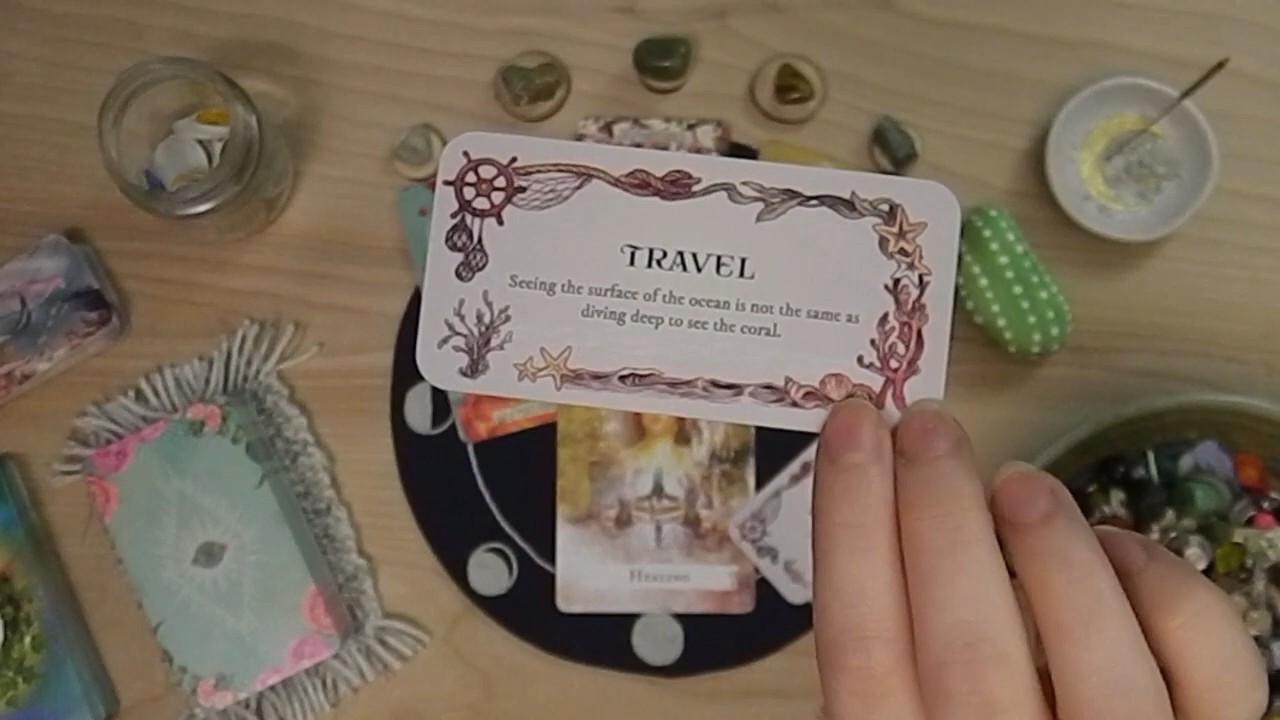 TRAVEL
Seeing the surface of the ocean is not the same as
diving deep to see the coral.
HEALING